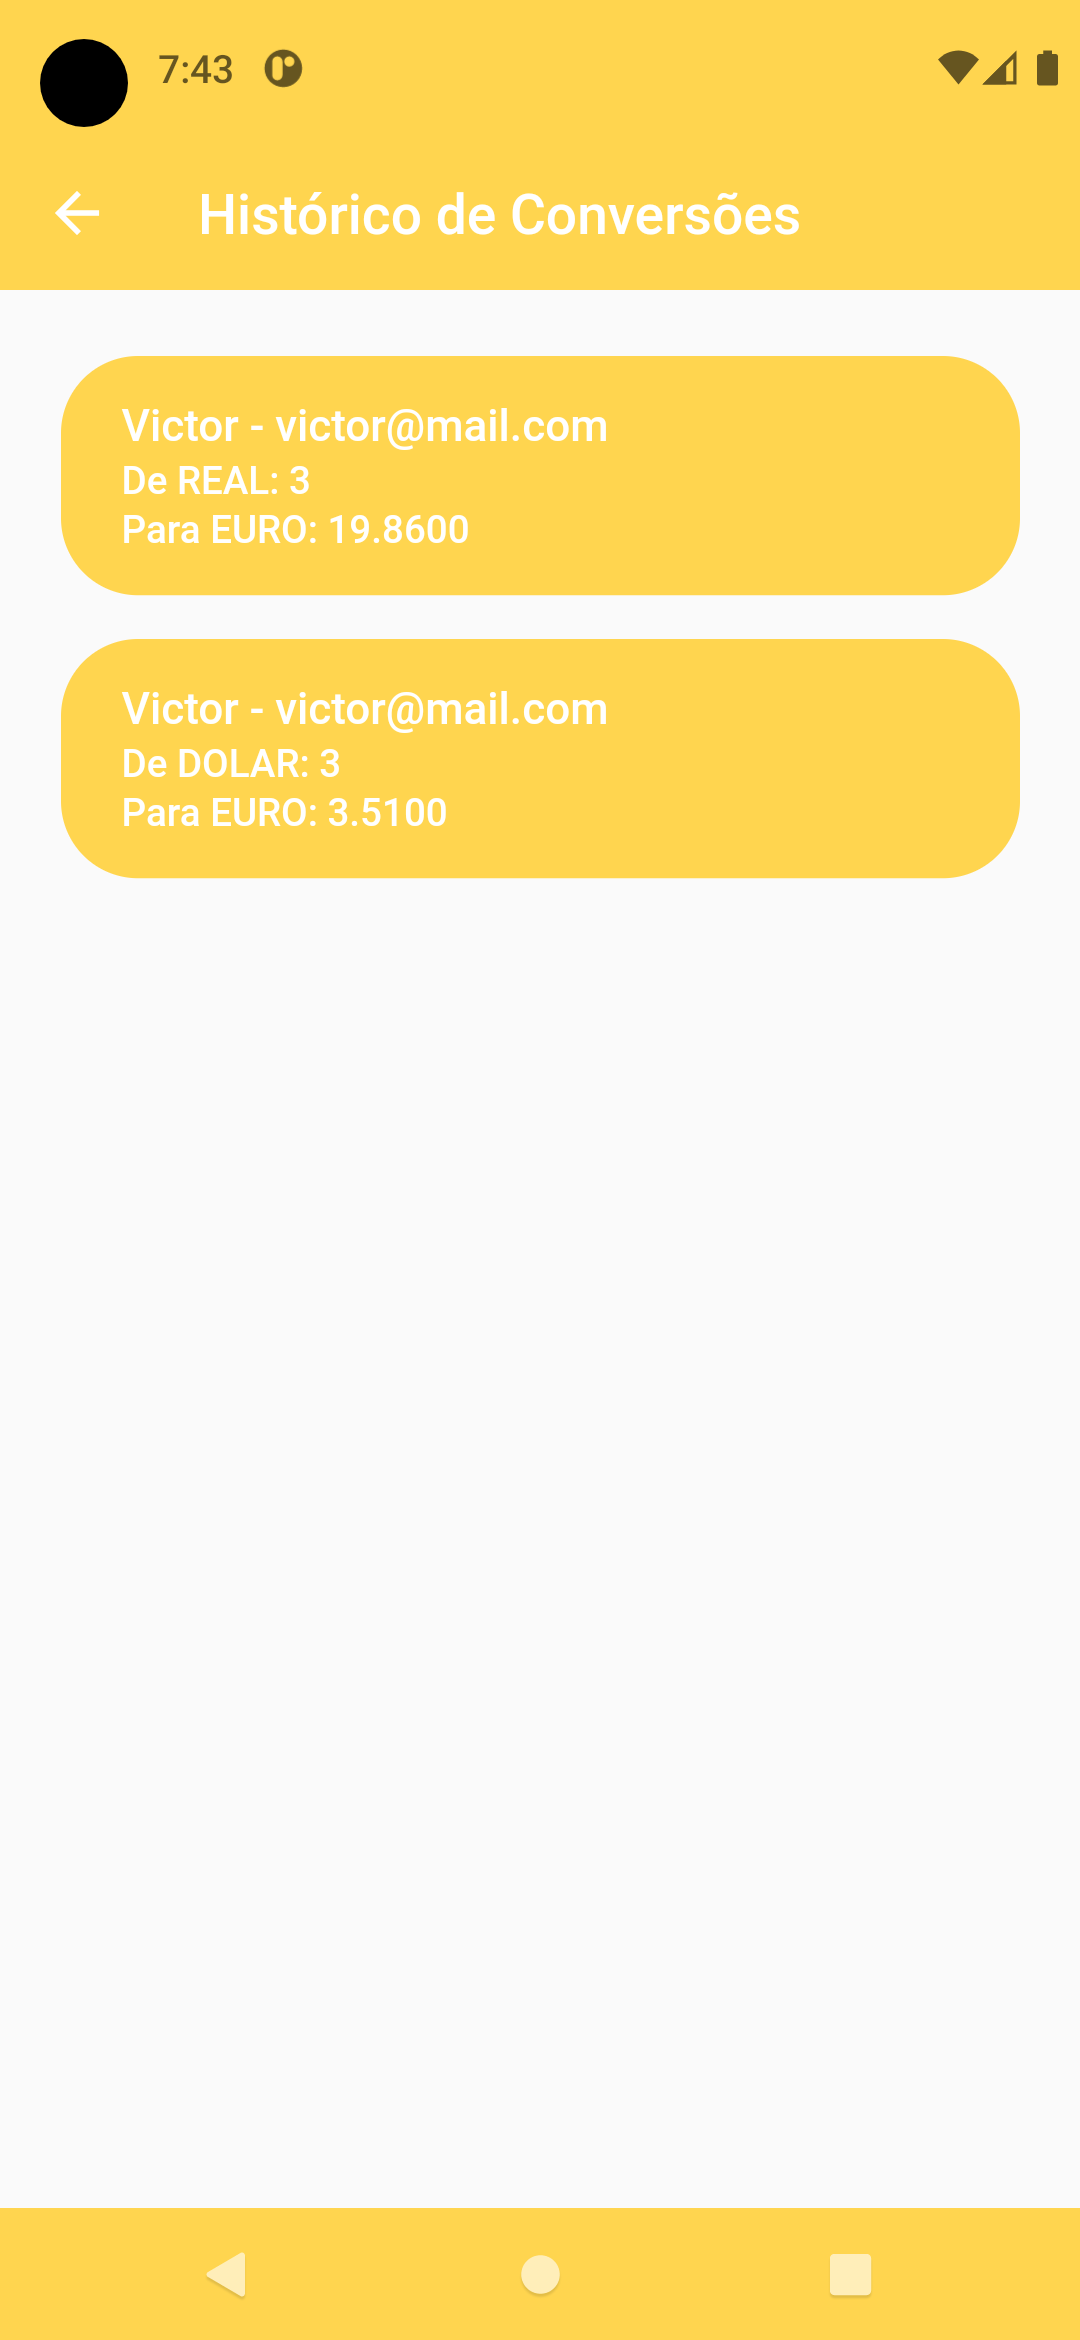 7:43
Histórico de Conversões
Victor - victor@mail.com
De REAL: 3
Para EURO: 19.8600
Victor - victor@mail.com
De DOLAR: 3
Para EURO: 3.5100